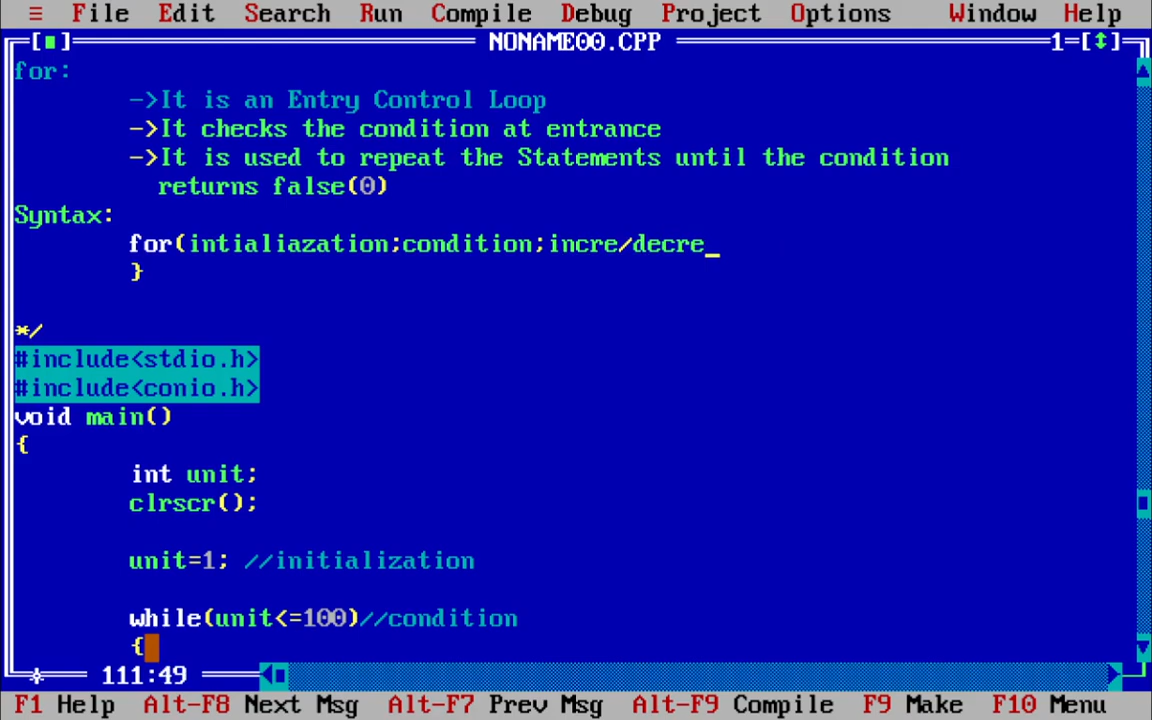 ≡ File Edit Search Run Compile Debug Project Options Window Help
[■] NONAME00.CPP 1=[↕]
for:
->It is an Entry Control Loop
->It checks the condition at entrance
->It is used to repeat the Statements until the condition
returns false(0)
Syntax:
for(intialiazation;condition;incre/decre_
}
*/
#include<stdio.h>
#include<conio.h>
void main()
{
int unit;
clrscr();
unit=1; //initialization
while(unit<=100)//condition
{
111:49
F1 Help Alt-F8 Next Msg Alt-F7 Prev Msg Alt-F9 Compile F9 Make F10 Menu